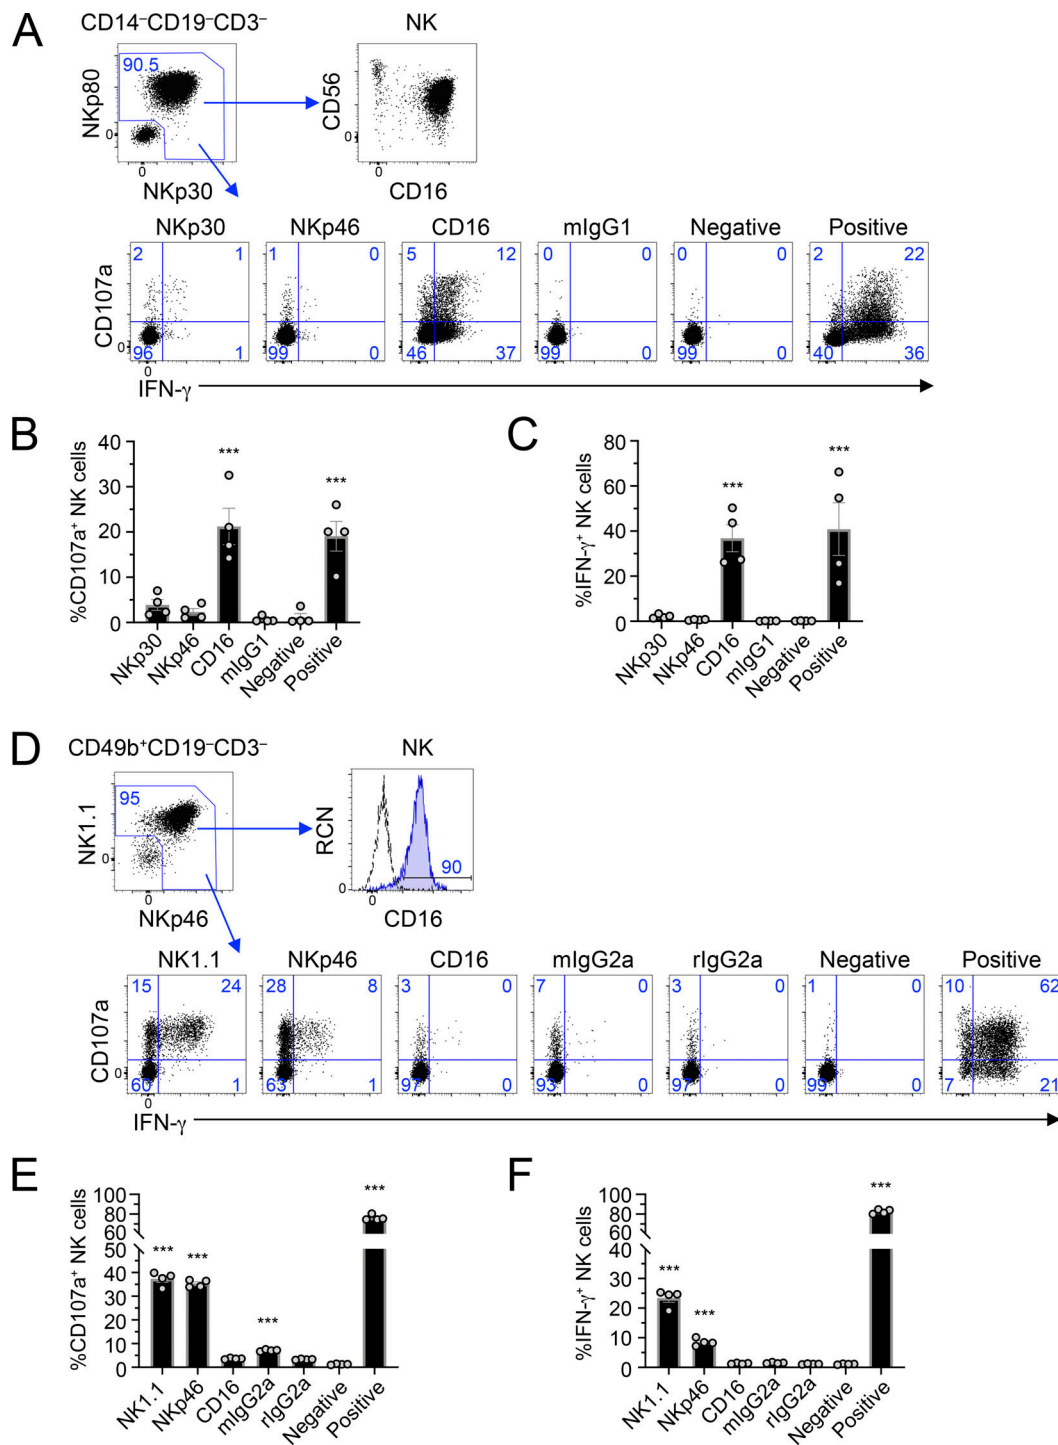 A
CD14–CD19–CD3–
NK
90.5
NKp80
0
0
NKp30
CD56
0
CD16
NKp30
NKp46
CD16
mIgG1
Negative
Positive
2 1
1 0
5 12
0 0
0 0
2 22
CD107a
0
96 1
99 0
46 37
99 0
99 0
40 36
0
IFN-γ
B
%CD107a+ NK cells
40
30
20
10
0
***
***
NKp30
NKp46
CD16
mIgG1
Negative
Positive
C
%IFN-γ+ NK cells
80
60
40
20
0
***
***
NKp30
NKp46
CD16
mIgG1
Negative
Positive
D
CD49b+CD19–CD3–
NK
95
NK1.1
0
0
NKp46
RCN
90
0
0
CD16
NK1.1
NKp46
CD16
mIgG2a
rIgG2a
Negative
Positive
15 24
28 8
3 0
7 0
3 0
1 0
10 62
CD107a
0
60 1
63 1
97 0
93 0
97 0
99 0
7 21
0
IFN-γ
E
%CD107a+ NK cells
100
80
60
50
40
30
20
10
0
***
***
***
***
NK1.1
NKp46
CD16
mIgG2a
rIgG2a
Negative
Positive
F
%IFN-γ+ NK cells
100
80
60
40
30
20
10
0
***
***
***
NK1.1
NKp46
CD16
mIgG2a
rIgG2a
Negative
Positive